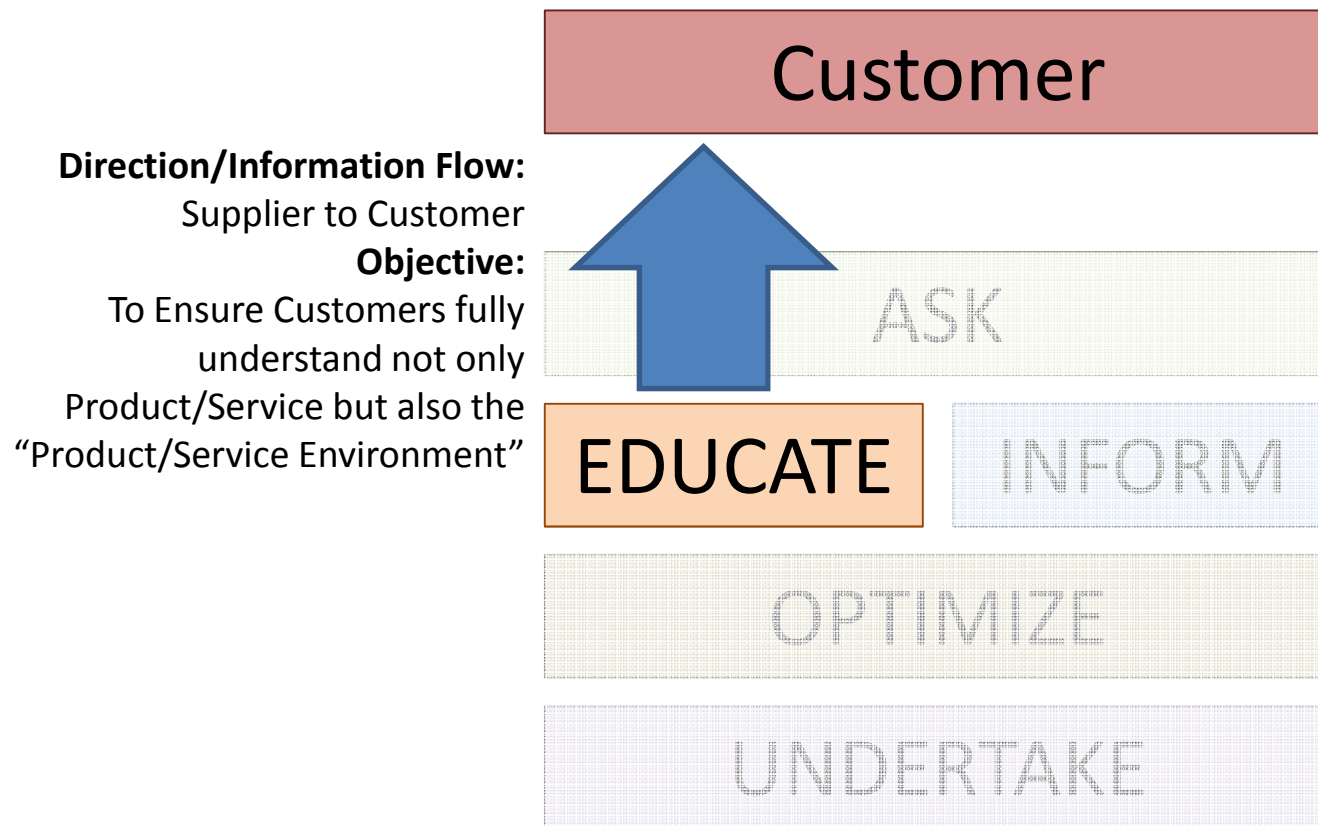 Customer
Direction/Information Flow:
Supplier to Customer
Objective:
To Ensure Customers fully
understand not only
Product/Service but also the
“Product/Service Environment”
ASK
EDUCATE
INFORM
OPTIMIZE
UNDERTAKE